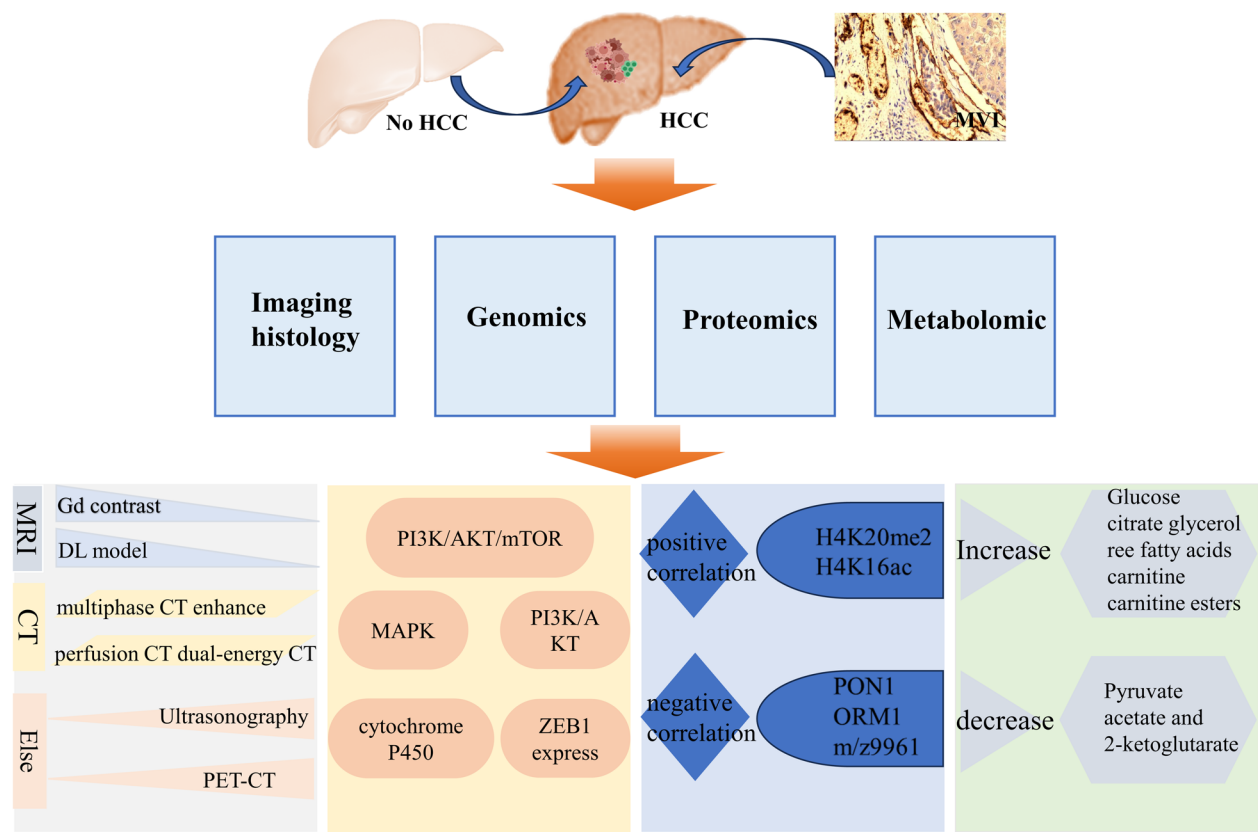 No HCC
HCC
MVI
Imaging
histology
Genomics
Proteomics
Metabolomic
MRI
Gd contrast
DL model
CT
multiphase CT enhance
perfusion CT dual-energy CT
Else
Ultrasonography
PET-CT
PI3K/AKT/mTOR
MAPK
PI3K/A
KT
cytochrome
P450
ZEB1
express
positive
correlation
H4K20me2
H4K16ac
negative
correlation
PON1
ORM1
m/z9961
Increase
Glucose
citrate glycerol
ree fatty acids
carnitine
carnitine esters
decrease
Pyruvate
acetate and
2-ketoglutarate